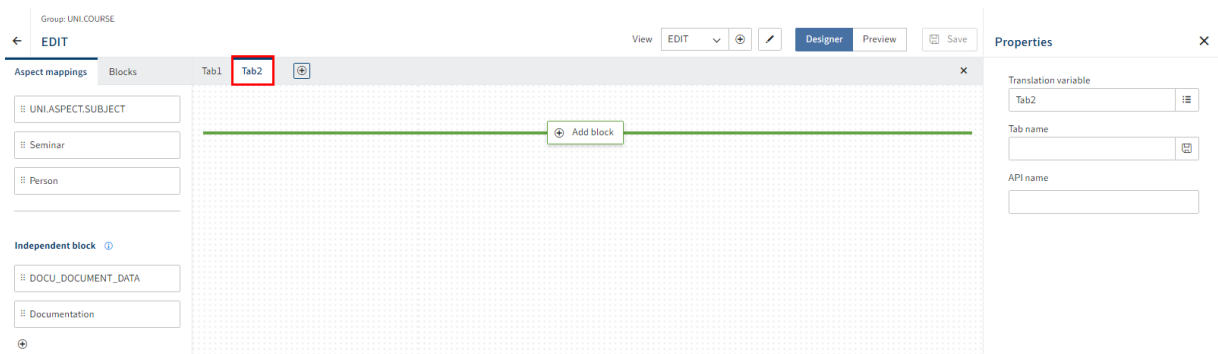 Group: UNI.COURSE
EDIT
View EDIT Designer Preview Save
Properties
Aspect mappings Blocks
Tab1 Tab2
Translation variable
Tab2
UNI.ASPECT.SUBJECT
Add block
Tab name
Seminar
Person
API name
Independent block
DOCU_DOCUMENT_DATA
Documentation